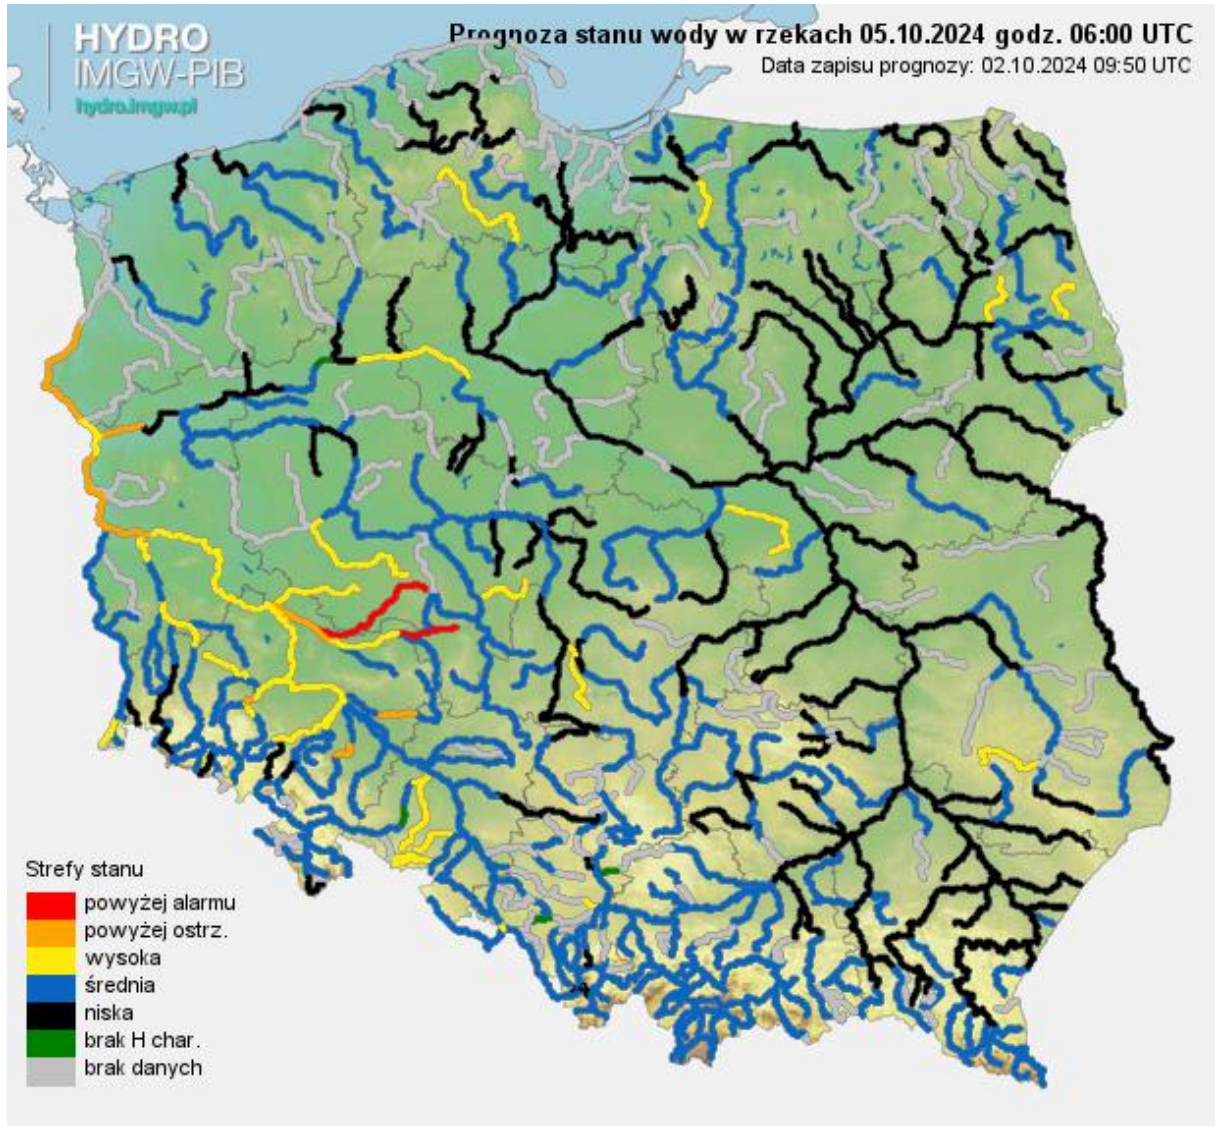 HYDRO
IMGW-PIB
hydro.imgw.pl
Prognoza stanu wody w rzekach 05.10.2024 godz. 06:00 UTC
Data zapisu prognozy: 02.10.2024 09:50 UTC
Strefy stanu
powyżej alarmu
powyżej ostrz.
wysoka
średnia
niska
brak H char.
brak danych